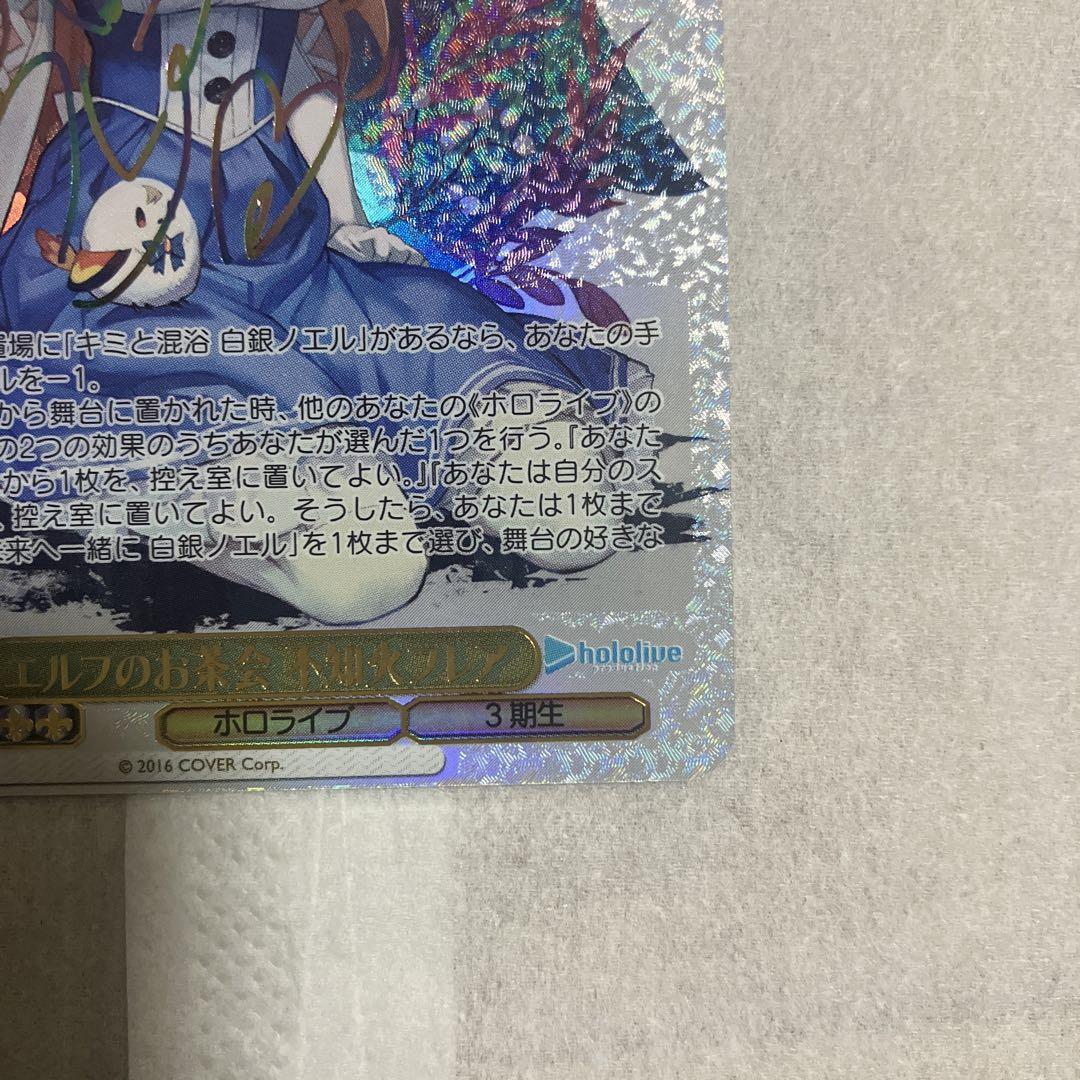 置場に「キミと混浴 白銀ノエル」があるなら、あなたの手
ルを－1。
から舞台に置かれた時、他のあなたの《ホロライブ》の
の2つの効果のうちあなたが選んだ1つを行う。『あなた
から1枚を、控え室に置いてよい。』『あなたは自分のス
、控え室に置いてよい。そうしたら、あなたは1枚まで
来へ一緒に 白銀ノエル」を1枚まで選び、舞台の好きな
エルフのお茶会 不知火フレア
hololive
ホロライブ
3期生
© 2016 COVER Corp.